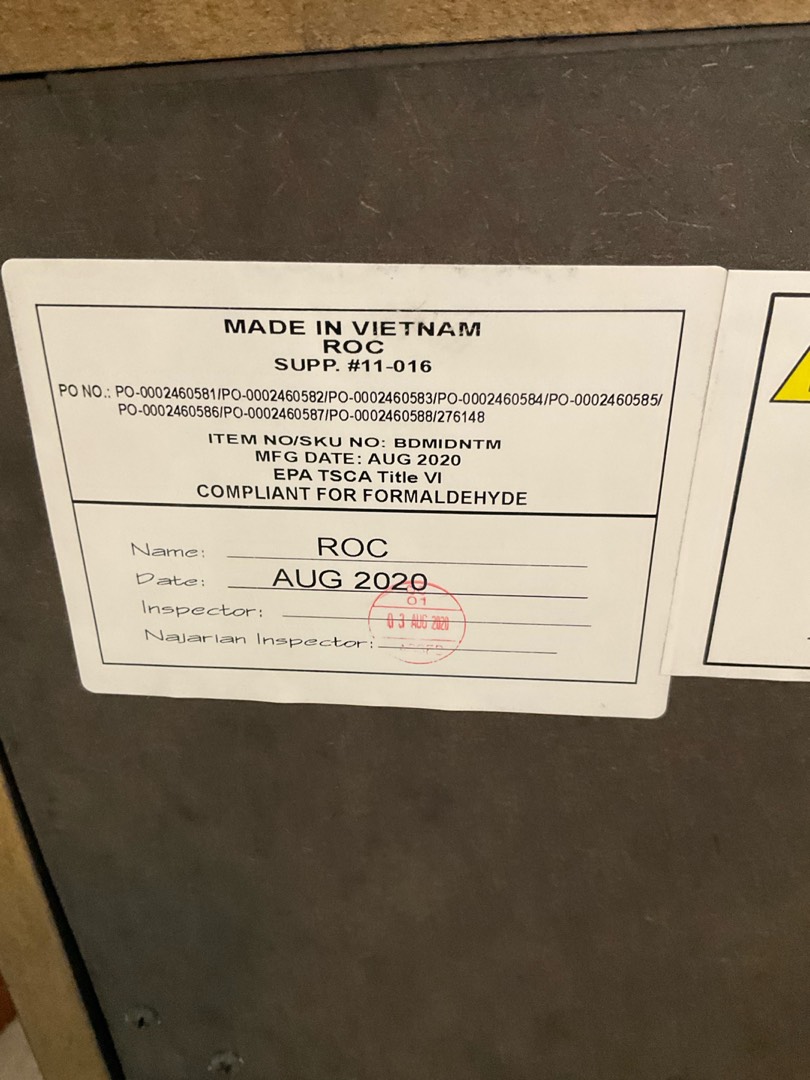 MADE IN VIETNAM
ROC
SUPP. #11-016
PO NO.: PO-0002460581/PO-0002460582/PO-0002460583/PO-0002460584/PO-0002460585/
PO-0002460586/PO-0002460587/PO-0002460588/276148
ITEM NO/SKU NO: BDMIDNTM
MFG DATE: AUG 2020
EPA TSCA Title VI
COMPLIANT FOR FORMALDEHYDE
Name: ROC
Date: AUG 2020
Inspector:
Najarian Inspector:
01
03 AUG 2020